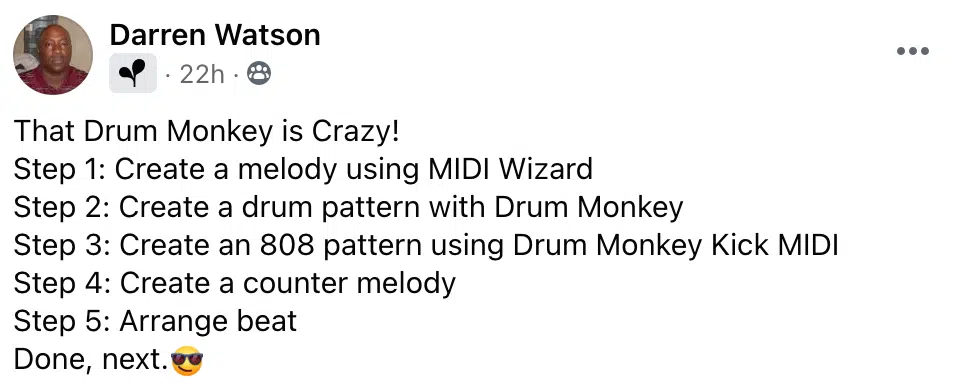 Darren Watson
· 22h ·
That Drum Monkey is Crazy!
Step 1: Create a melody using MIDI Wizard
Step 2: Create a drum pattern with Drum Monkey
Step 3: Create an 808 pattern using Drum Monkey Kick MIDI
Step 4: Create a counter melody
Step 5: Arrange beat
Done, next.😎